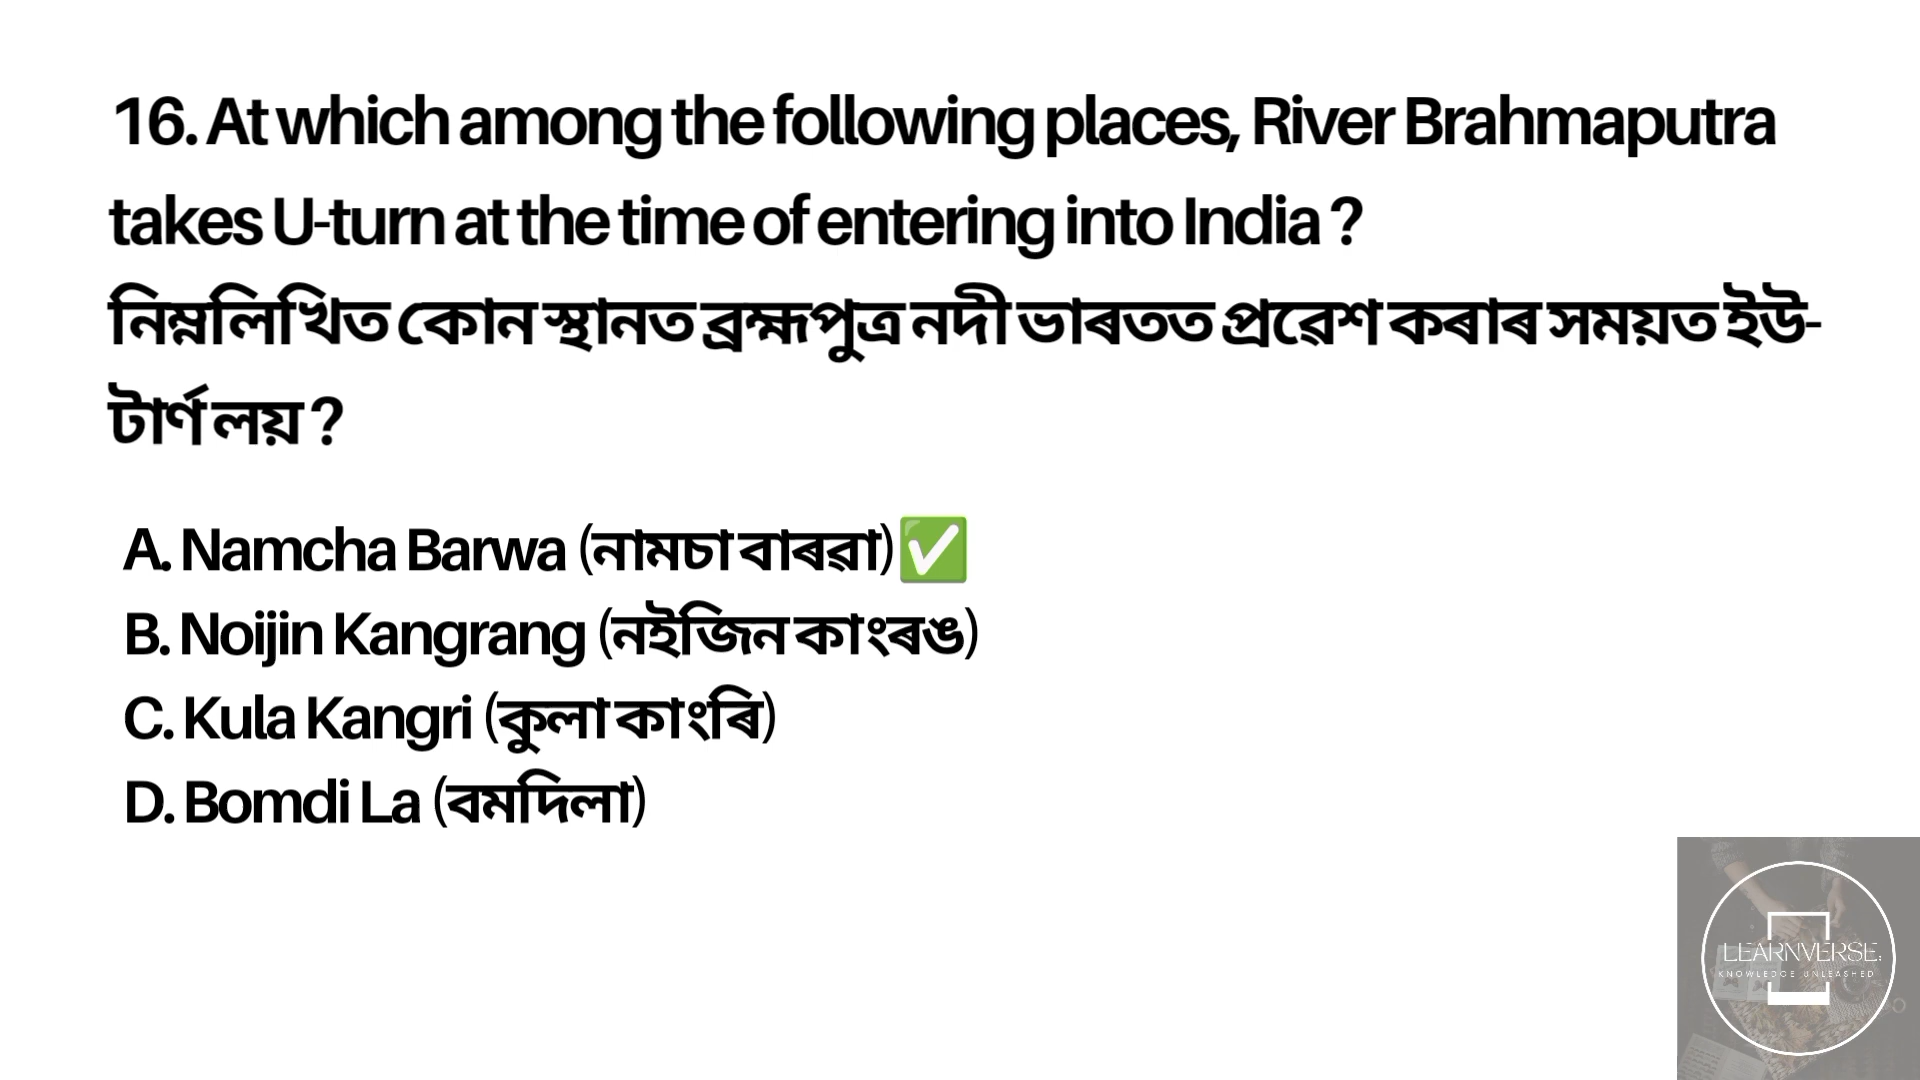 16. At which among the following places, River Brahmaputra
takes U-turn at the time of entering into India ?
নিম্নলিখিত কোন স্থানত ব্ৰহ্মপুত্ৰ নদী ভাৰতত প্ৰৱেশ কৰাৰ সময়ত ইউ-
টাৰ্ণ লয় ?
A. Namcha Barwa (নামচা বাৰৱা)✅
B. Noijin Kangrang (নইজিন কাংৰঙ)
C. Kula Kangri (কুলা কাংৰি)
D. Bomdi La (বমদিলা)
LEARNVERSE:
KNOWLEDGE UNLEASHED